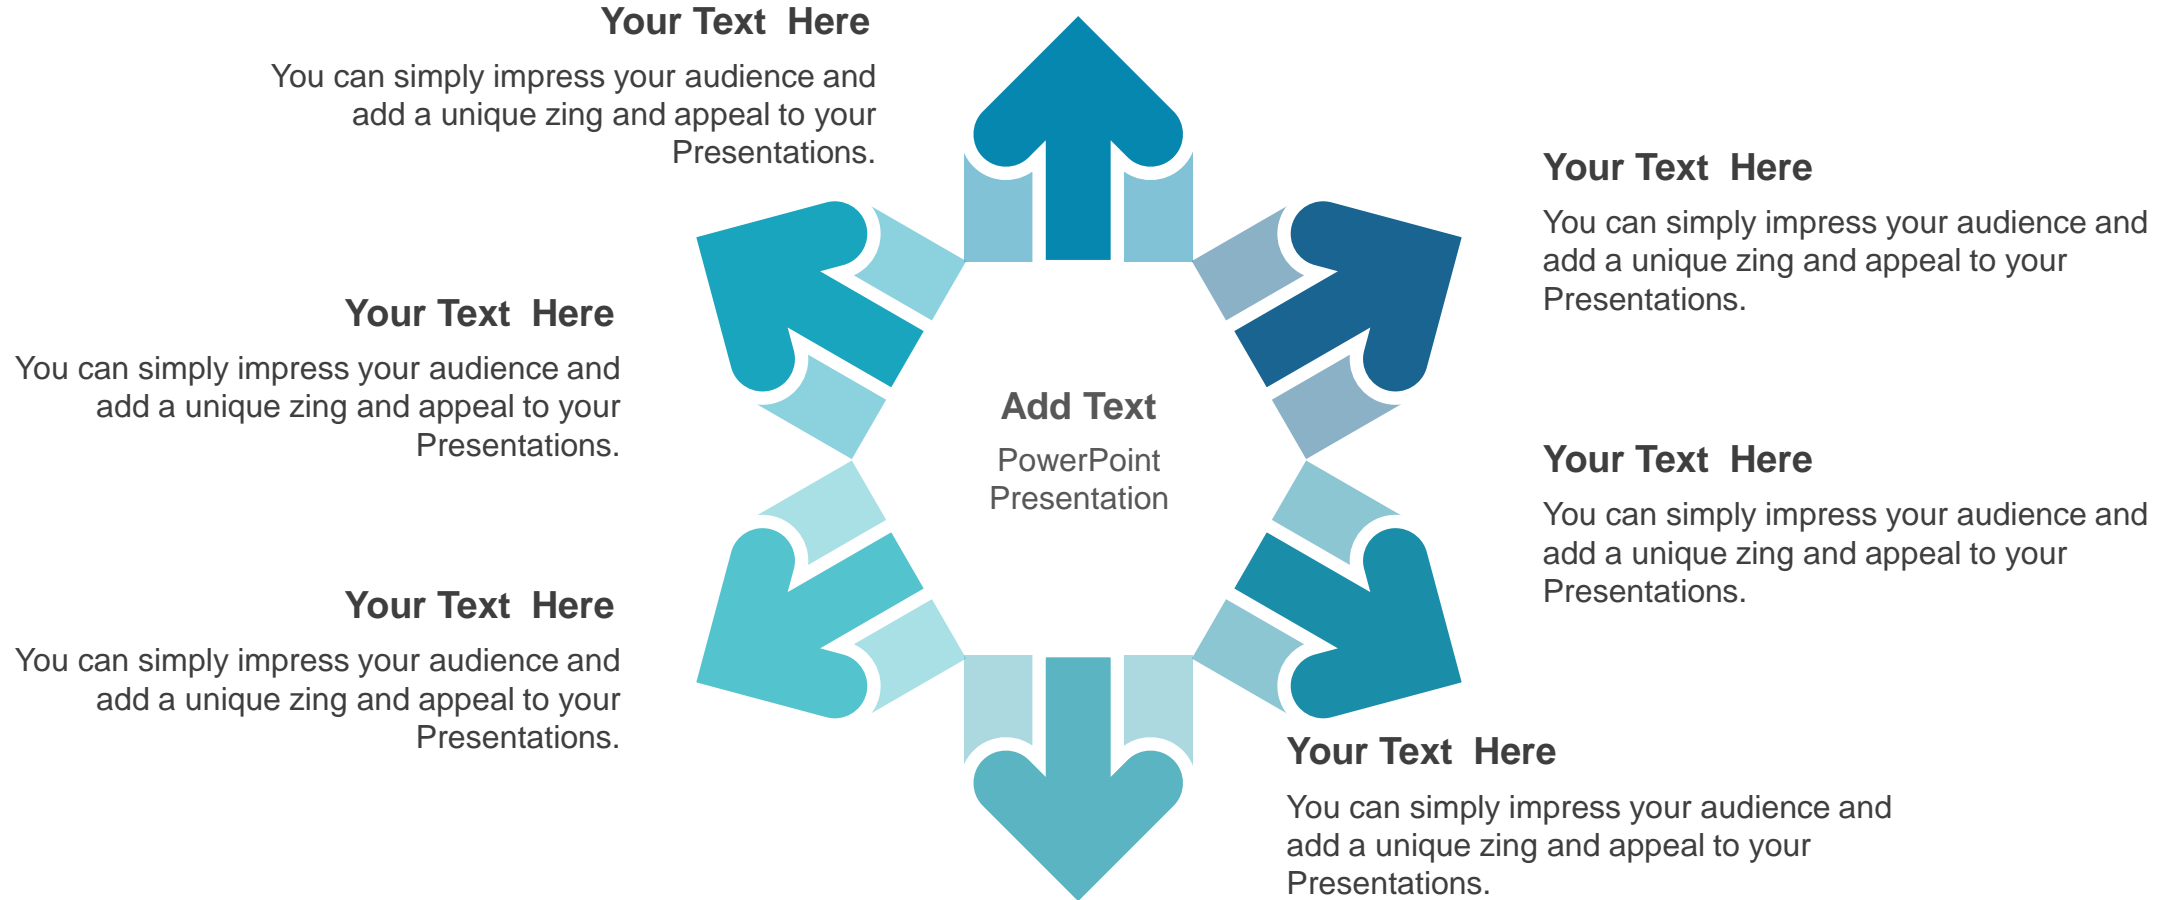 Your Text  Here
You can simply impress your audience and
add a unique zing and appeal to your
Presentations.
Your Text  Here
You can simply impress your audience and
add a unique zing and appeal to your
Presentations.
Your Text  Here
You can simply impress your audience and
add a unique zing and appeal to your
Presentations.
Add Text
PowerPoint
Presentation
Your Text  Here
You can simply impress your audience and
add a unique zing and appeal to your
Presentations.
Your Text  Here
You can simply impress your audience and
add a unique zing and appeal to your
Presentations.
Your Text  Here
You can simply impress your audience and
add a unique zing and appeal to your
Presentations.